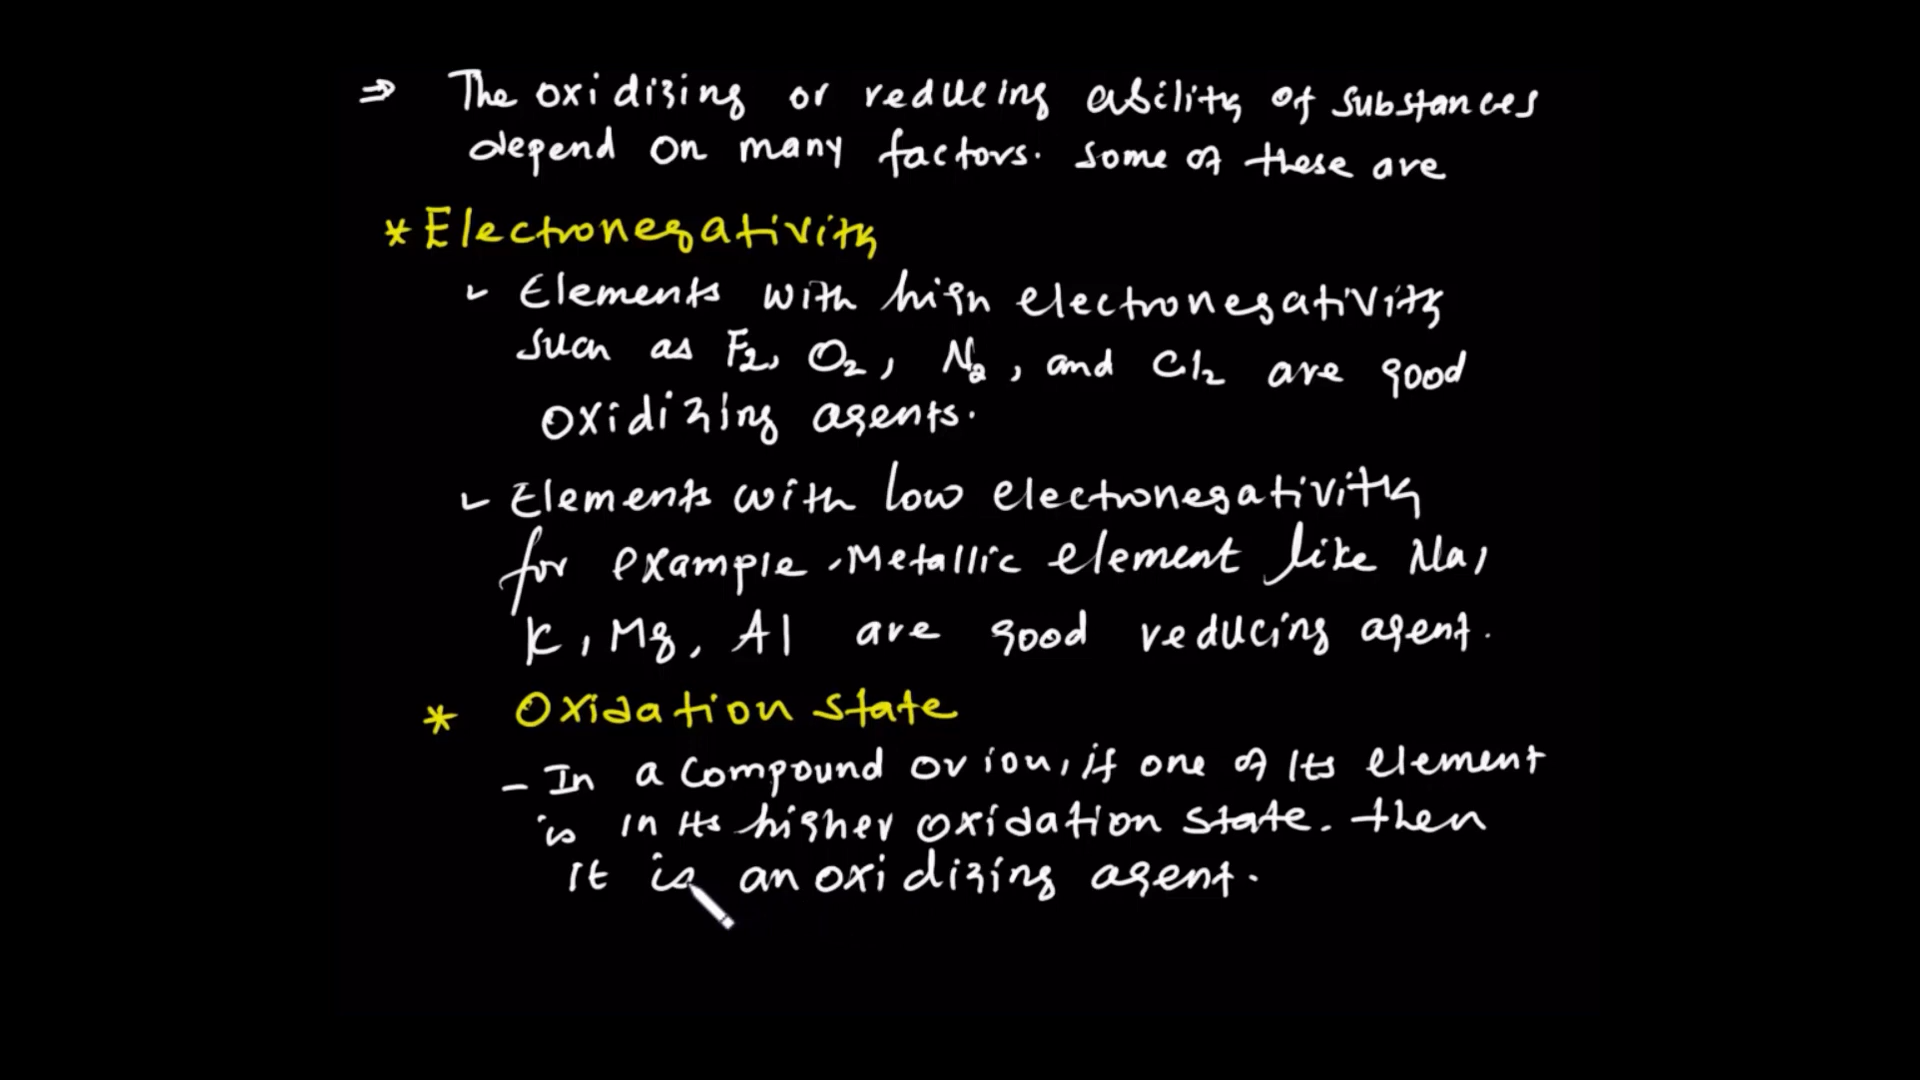 ⇒ The oxidizing or reducing ability of substances
depend on many factors. Some of these are
* Electronegativity
✓ Elements with high electronegativity
such as F₂, O₂, N₂, and Cl₂ are good
oxidizing agents.
✓ Elements with low electronegativity
for example, Metallic element like Na,
K, Mg, Al are good reducing agent.
* Oxidation state
- In a compound or ion, if one of its element
is in its higher oxidation state. then
it is an oxidizing agent.